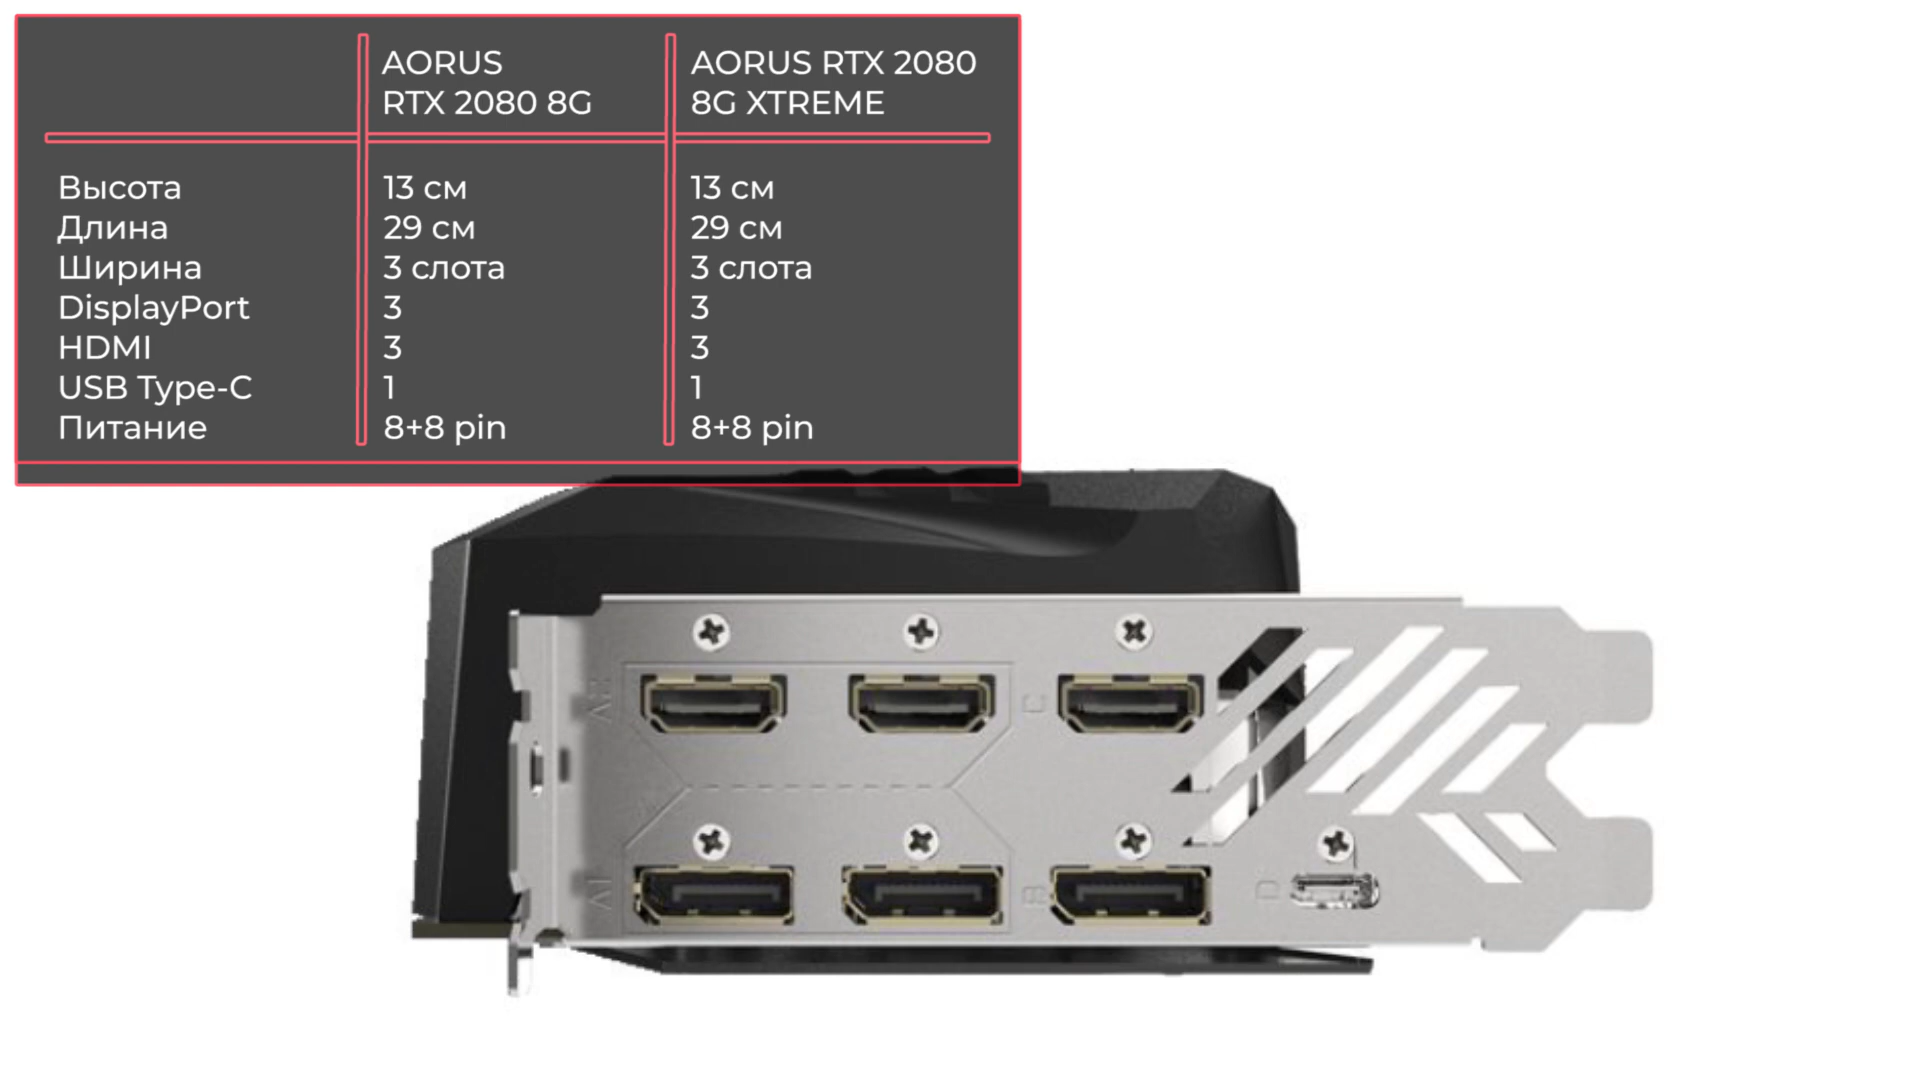 AORUS RTX 2080 8G
AORUS RTX 2080 8G XTREME
Высота 13 см 13 см
Длина 29 см 29 см
Ширина 3 слота 3 слота
DisplayPort 3 3
HDMI 3 3
USB Type-C 1 1
Питание 8+8 pin 8+8 pin
C
B
D